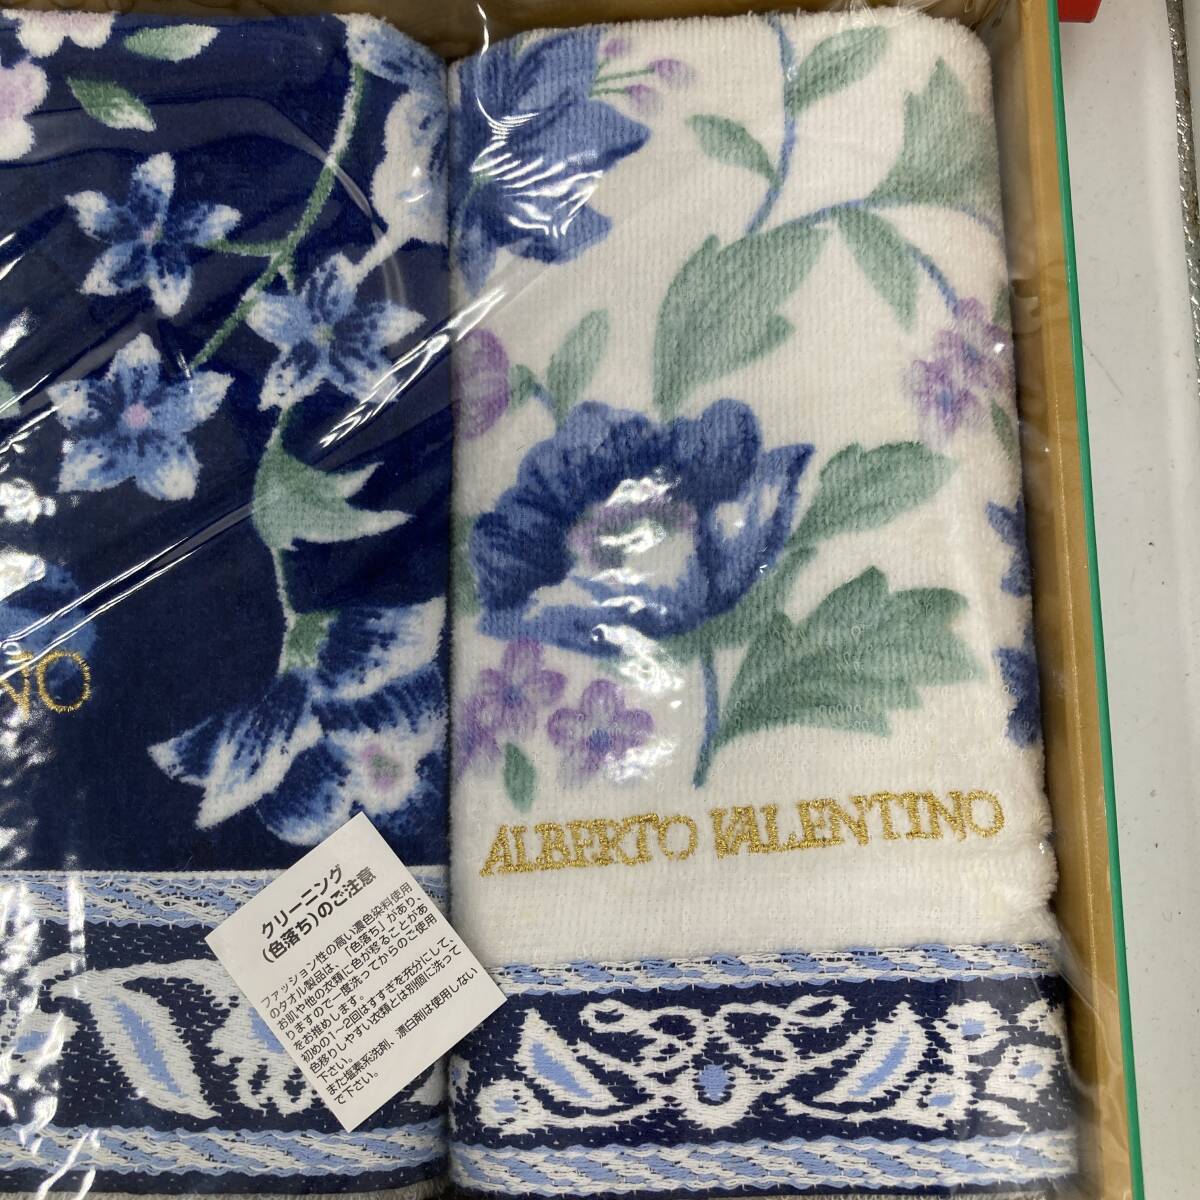 NO
ALBERTO VALENTINO
クリーニング
(色落ち)のご注意
ファッション性の高い濃色染料使用
のタオル製品は、「色落ち」があり、
お肌や他の衣類に色が移ることがあ
りますので一度洗ってからのご使用
をお推めします。
初めの1～2回はすすぎを充分にして、
色移りしやすい衣類とは別個に洗って
下さい。
また塩素系洗剤、漂白剤は使用しない
で下さい。